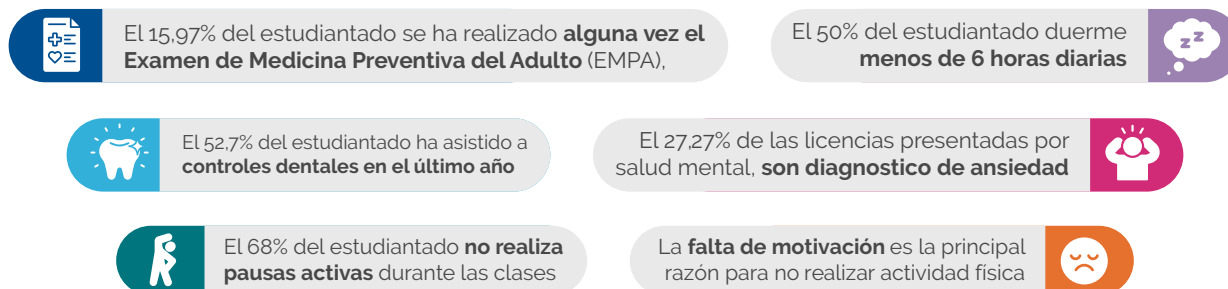 El 15,97% del estudiantado se ha realizado alguna vez el
Examen de Medicina Preventiva del Adulto (EMPA),
El 50% del estudiantado duerme
menos de 6 horas diarias
z z
El 52,7% del estudiantado ha asistido a
controles dentales en el último año
El 27,27% de las licencias presentadas por
salud mental, son diagnostico de ansiedad
El 68% del estudiantado no realiza
pausas activas durante las clases
La falta de motivación es la principal
razón para no realizar actividad física